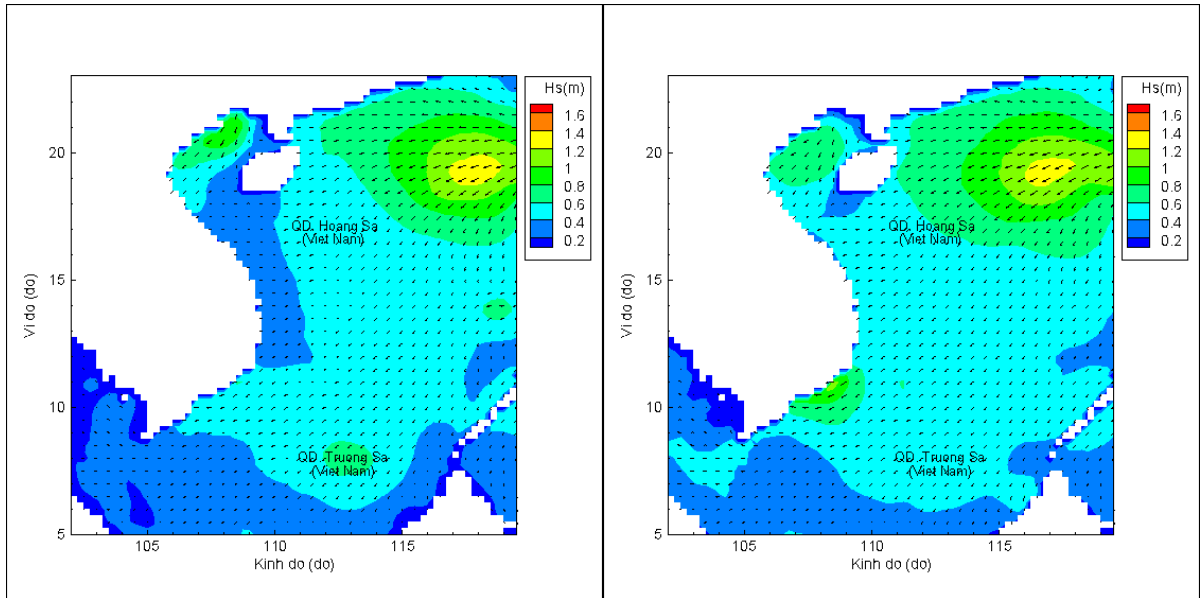 Hs(m)
1.6
1.4
1.2
1
0.8
0.6
0.4
0.2
20
15
10
5
Vi do (do)
QD. Hoang Sa
(Viet Nam)
QD. Truong Sa
(Viet Nam)
105
110
115
Kinh do (do)
Hs(m)
1.6
1.4
1.2
1
0.8
0.6
0.4
0.2
20
15
10
5
Vi do (do)
QD. Hoang Sa
(Viet Nam)
QD. Truong Sa
(Viet Nam)
105
110
115
Kinh do (do)